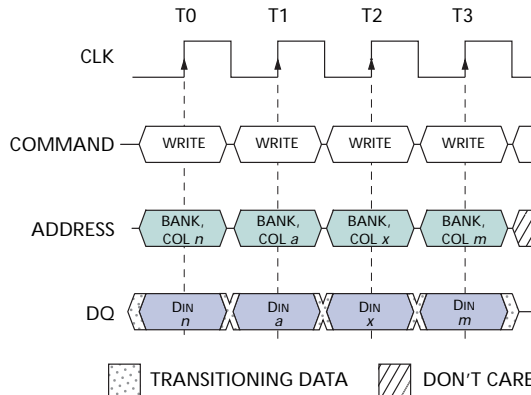 T0 T1 T2 T3
CLK
COMMAND WRITE WRITE WRITE WRITE
BANK, BANK, BANK, BANK,
ADDRESS COL n COL a COL x COL m
DIN DIN DIN DIN
DQ n a x m
TRANSITIONING DATA DON'T CARE